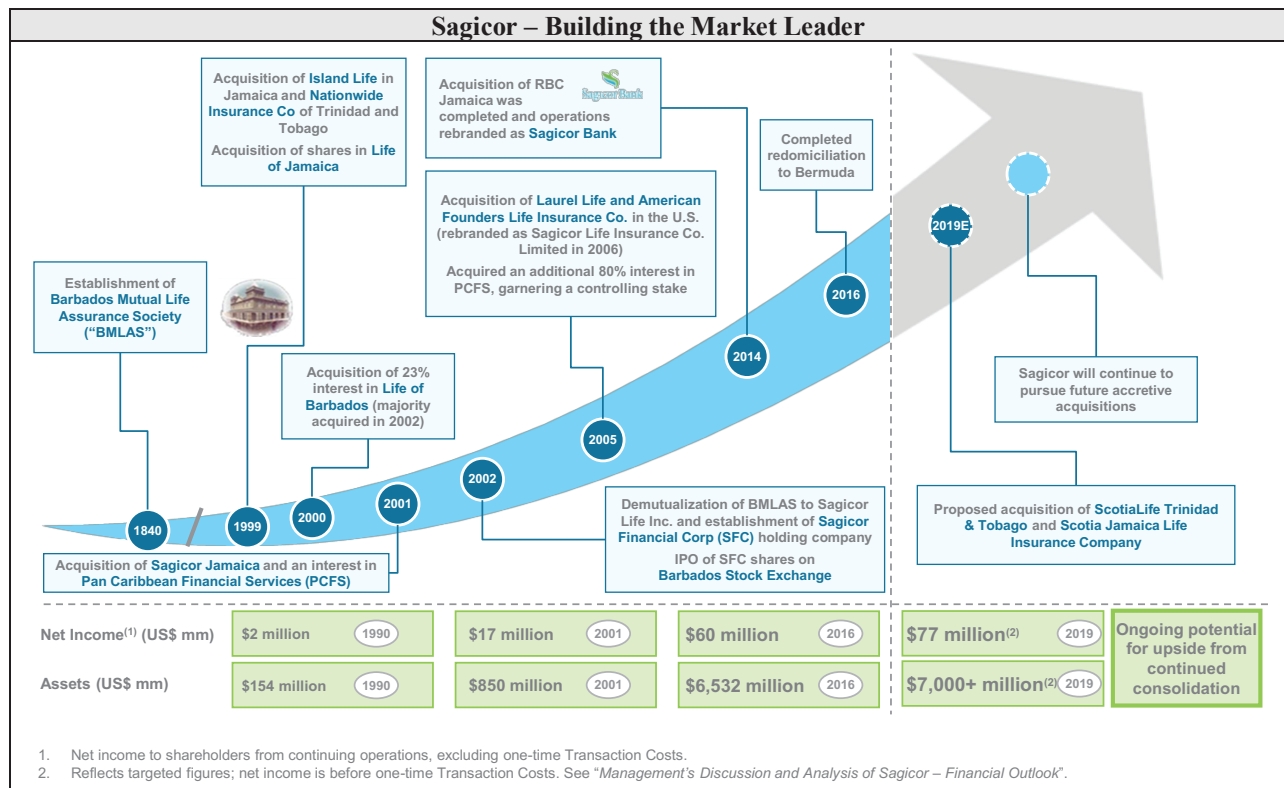 Sagicor – Building the Market Leader
Acquisition of Island Life in
Jamaica and Nationwide
Insurance Co of Trinidad and
Tobago
Acquisition of shares in Life
of Jamaica
Acquisition of RBC
Jamaica was
completed and operations
rebranded as Sagicor Bank
Sagicor Bank
Completed
redomiciliation
to Bermuda
Acquisition of Laurel Life and American
Founders Life Insurance Co. in the U.S.
(rebranded as Sagicor Life Insurance Co.
Limited in 2006)
Acquired an additional 80% interest in
PCFS, garnering a controlling stake
Establishment of
Barbados Mutual Life
Assurance Society
(“BMLAS”)
Acquisition of 23%
interest in Life of
Barbados (majority
acquired in 2002)
1840
1999
2000
2001
2002
2005
2014
2016
2019E
Sagicor will continue to
pursue future accretive
acquisitions
Acquisition of Sagicor Jamaica and an interest in
Pan Caribbean Financial Services (PCFS)
Demutualization of BMLAS to Sagicor
Life Inc. and establishment of Sagicor
Financial Corp (SFC) holding company
IPO of SFC shares on
Barbados Stock Exchange
Proposed acquisition of ScotiaLife Trinidad
& Tobago and Scotia Jamaica Life
Insurance Company
Net Income(1) (US$ mm) $2 million 1990 $17 million 2001 $60 million 2016 $77 million(2) 2019
Assets (US$ mm) $154 million 1990 $850 million 2001 $6,532 million 2016 $7,000+ million(2) 2019
Ongoing potential
for upside from
continued
consolidation
1. Net income to shareholders from continuing operations, excluding one-time Transaction Costs.
2. Reflects targeted figures; net income is before one-time Transaction Costs. See “Management’s Discussion and Analysis of Sagicor – Financial Outlook”.